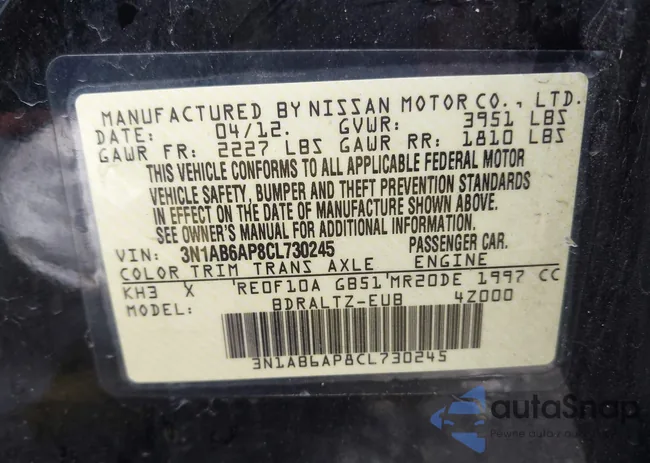 MANUFACTURED BY NISSAN MOTOR CO., LTD.
DATE: 04/12. GVWR: 3951 LBS
GAWR FR: 2227 LBS GAWR RR: 1810 LBS
THIS VEHICLE CONFORMS TO ALL APPLICABLE FEDERAL MOTOR
VEHICLE SAFETY, BUMPER AND THEFT PREVENTION STANDARDS
IN EFFECT ON THE DATE OF MANUFACTURE SHOWN ABOVE.
SEE OWNER'S MANUAL FOR ADDITIONAL INFORMATION.
VIN: 3N1AB6AP8CL730245 PASSENGER CAR.
COLOR TRIM TRANS AXLE ENGINE
KH3 X 'RE0F10A GB51'MR20DE 1997 CC
MODEL: BDRALTZ-EUB 4Z000
3N1AB6AP8CL730245
autoSnap
Pewne auto z aukcji